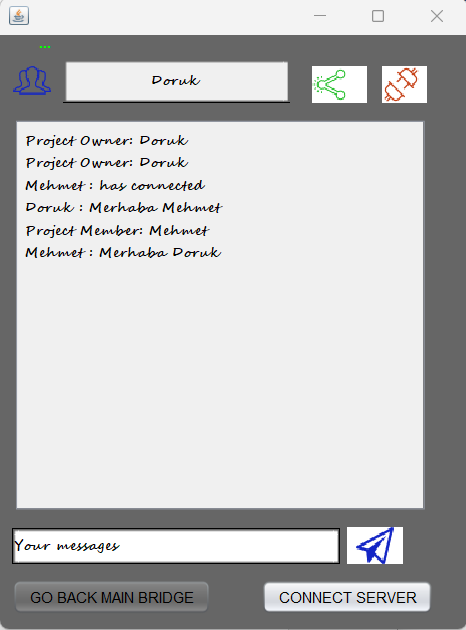 ...
Doruk
Project Owner: Doruk
Project Owner: Doruk
Mehmet : has connected
Doruk : Merhaba Mehmet
Project Member: Mehmet
Mehmet : Merhaba Doruk
Your messages
GO BACK MAIN BRIDGE
CONNECT SERVER